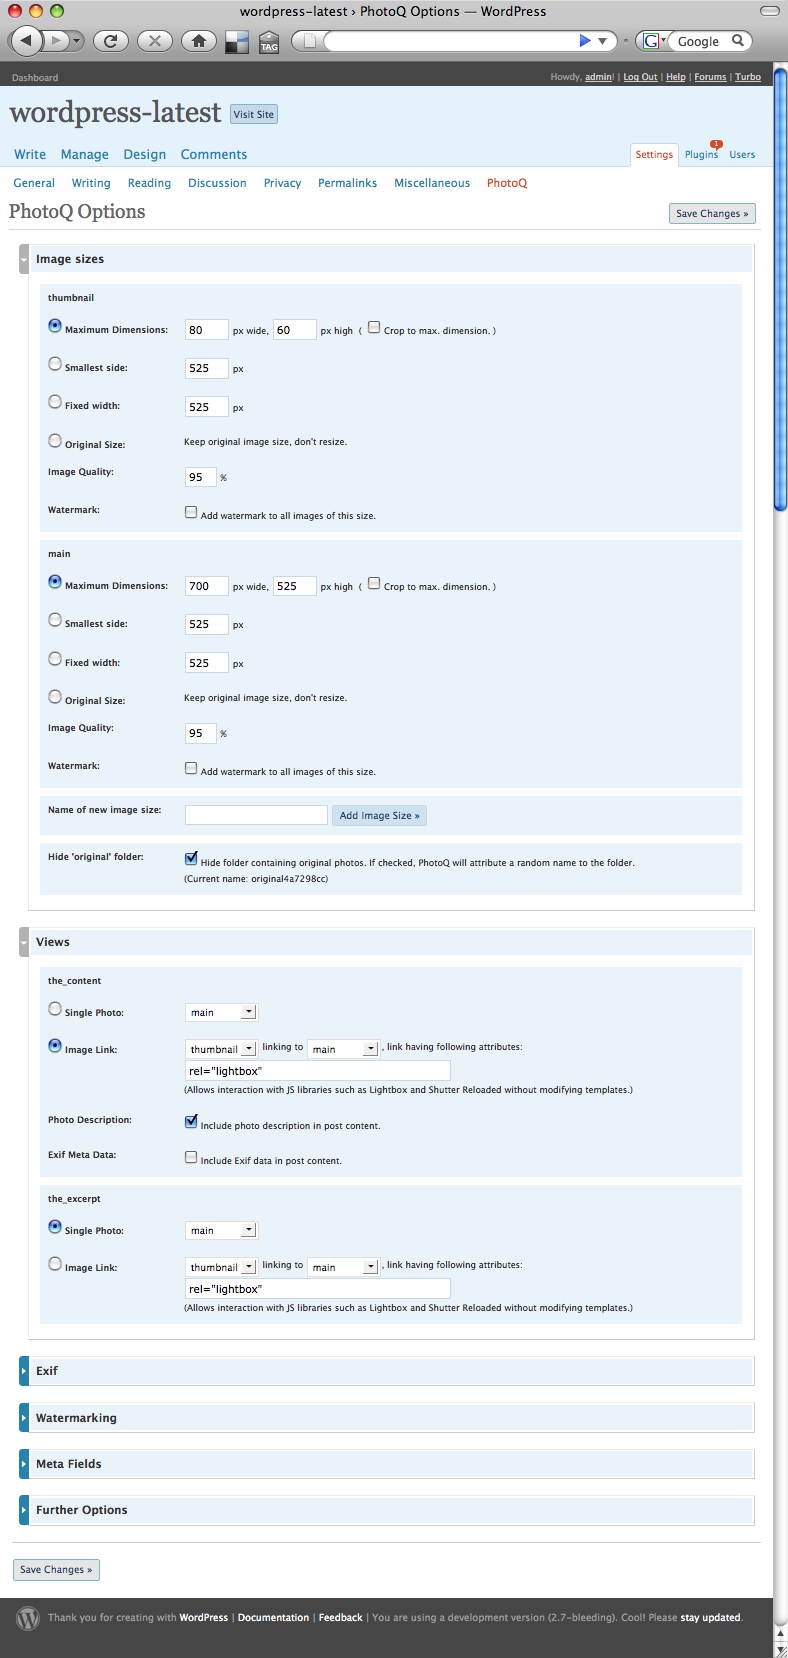 wordpress-latest › PhotoQ Options — WordPress
TAG
G Google
Dashboard
Howdy, admin! | Log Out | Help | Forums | Turbo
wordpress-latest Visit Site
Write Manage Design Comments
Settings Plugins 1 Users
General Writing Reading Discussion Privacy Permalinks Miscellaneous PhotoQ
PhotoQ Options
Save Changes »
Image sizes
thumbnail
Maximum Dimensions: 80 px wide, 60 px high ( Crop to max. dimension. )
Smallest side: 525 px
Fixed width: 525 px
Original Size: Keep original image size, don't resize.
Image Quality: 95 %
Watermark: Add watermark to all images of this size.
main
Maximum Dimensions: 700 px wide, 525 px high ( Crop to max. dimension. )
Smallest side: 525 px
Fixed width: 525 px
Original Size: Keep original image size, don't resize.
Image Quality: 95 %
Watermark: Add watermark to all images of this size.
Name of new image size: Add Image Size »
Hide 'original' folder: Hide folder containing original photos. If checked, PhotoQ will attribute a random name to the folder.
(Current name: original4a7298cc)
Views
the_content
Single Photo: main
Image Link: thumbnail linking to main , link having following attributes:
rel="lightbox"
(Allows interaction with JS libraries such as Lightbox and Shutter Reloaded without modifying templates.)
Photo Description: Include photo description in post content.
Exif Meta Data: Include Exif data in post content.
the_excerpt
Single Photo: main
Image Link: thumbnail linking to main , link having following attributes:
rel="lightbox"
(Allows interaction with JS libraries such as Lightbox and Shutter Reloaded without modifying templates.)
Exif
Watermarking
Meta Fields
Further Options
Save Changes »
Thank you for creating with WordPress | Documentation | Feedback | You are using a development version (2.7-bleeding). Cool! Please stay updated.